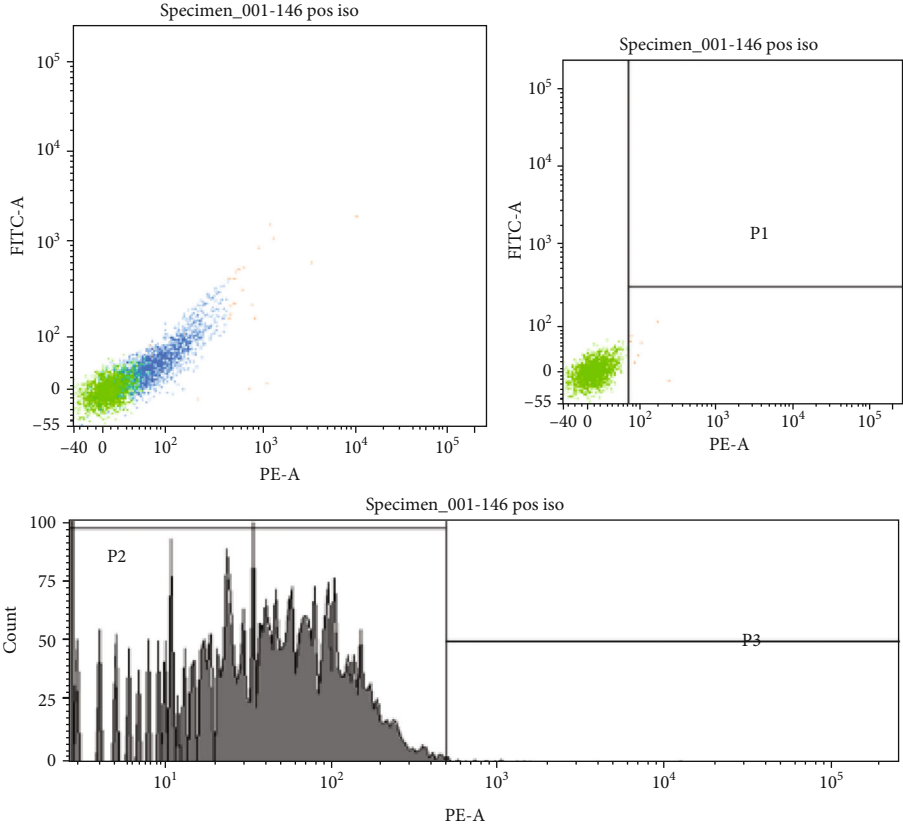 Specimen_001-146 pos iso
10⁵
10⁴
10³
10²
0
−55
FITC-A
−40 0 10² 10³ 10⁴ 10⁵
PE-A
Specimen_001-146 pos iso
10⁵
10⁴
10³
10²
0
−55
FITC-A
P1
−40 0 10² 10³ 10⁴ 10⁵
PE-A
Specimen_001-146 pos iso
100
75
50
25
0
Count
P2
P3
10¹ 10² 10³ 10⁴ 10⁵
PE-A